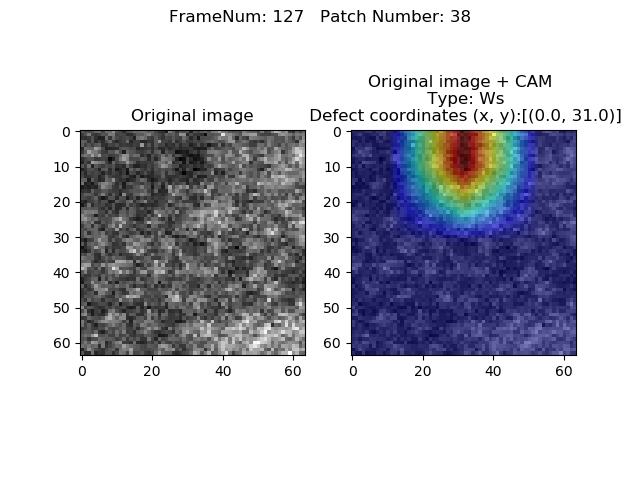 FrameNum: 127   Patch Number: 38
Original image
0
10
20
30
40
50
60
0 20 40 60
Original image + CAM
Type: Ws
Defect coordinates (x, y):[(0.0, 31.0)]
0
10
20
30
40
50
60
0 20 40 60